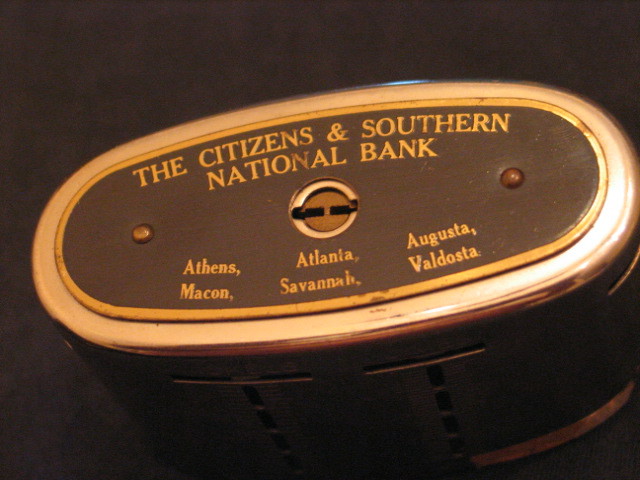 THE CITIZENS & SOUTHERN
NATIONAL BANK
Athens, Atlanta, Augusta,
Macon, Savannah, Valdosta.